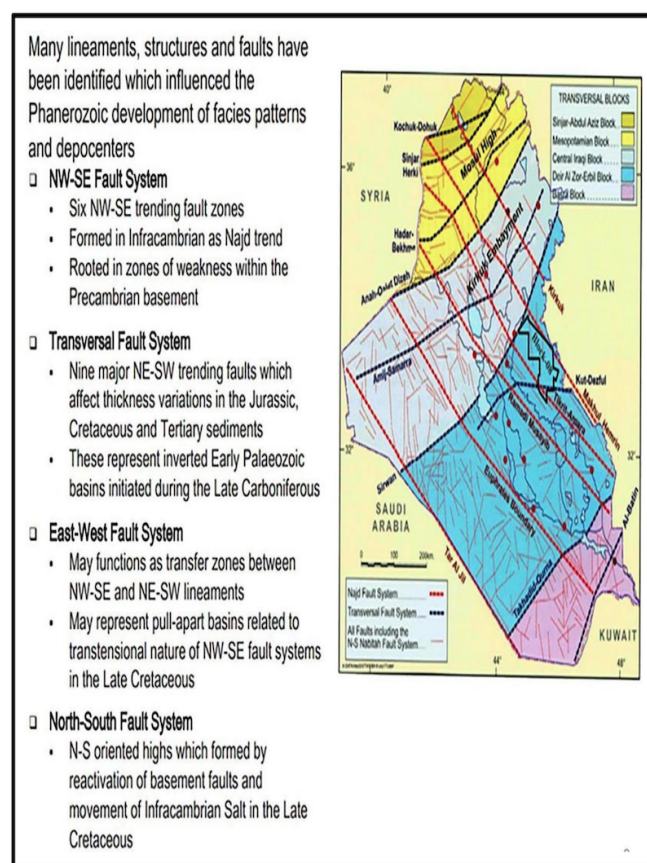 Many lineaments, structures and faults have
been identified which influenced the
Phanerozoic development of facies patterns
and depocenters
❑ NW-SE Fault System
• Six NW-SE trending fault zones
• Formed in Infracambrian as Najd trend
• Rooted in zones of weakness within the
Precambrian basement
❑ Transversal Fault System
• Nine major NE-SW trending faults which
affect thickness variations in the Jurassic,
Cretaceous and Tertiary sediments
• These represent inverted Early Palaeozoic
basins initiated during the Late Carboniferous
❑ East-West Fault System
• May functions as transfer zones between
NW-SE and NE-SW lineaments
• May represent pull-apart basins related to
transtensional nature of NW-SE fault systems
in the Late Cretaceous
❑ North-South Fault System
• N-S oriented highs which formed by
reactivation of basement faults and
movement of Infracambrian Salt in the Late
Cretaceous
40°
TRANSVERSAL BLOCKS
Sinjar-Abdul Aziz Block
Mesopotamian Block
Central Iraqi Block
Deir Al Zor-Erbil Block
Block
Kochuk-Dohuk
Sinjar
Herki
Mosul High
36°
SYRIA
Hadar-
Bekhme
Anah-Qalat Dizeh
Kirkuk Embayment
Kirkuk
IRAN
Amij-Samarra
Kut-Dezful
Makhul Hemrin
Tikrit-Amara
Ramadi Musayib
Euphrates Boundary
32°
32°
Sirwan
SAUDI
ARABIA
Tar Al Jil
Al-Batin
Takhadid-Qurna
0
200km
KUWAIT
Najd Fault System
Transversal Fault System
All Faults including the
N-S Nabitah Fault System
44°
48°